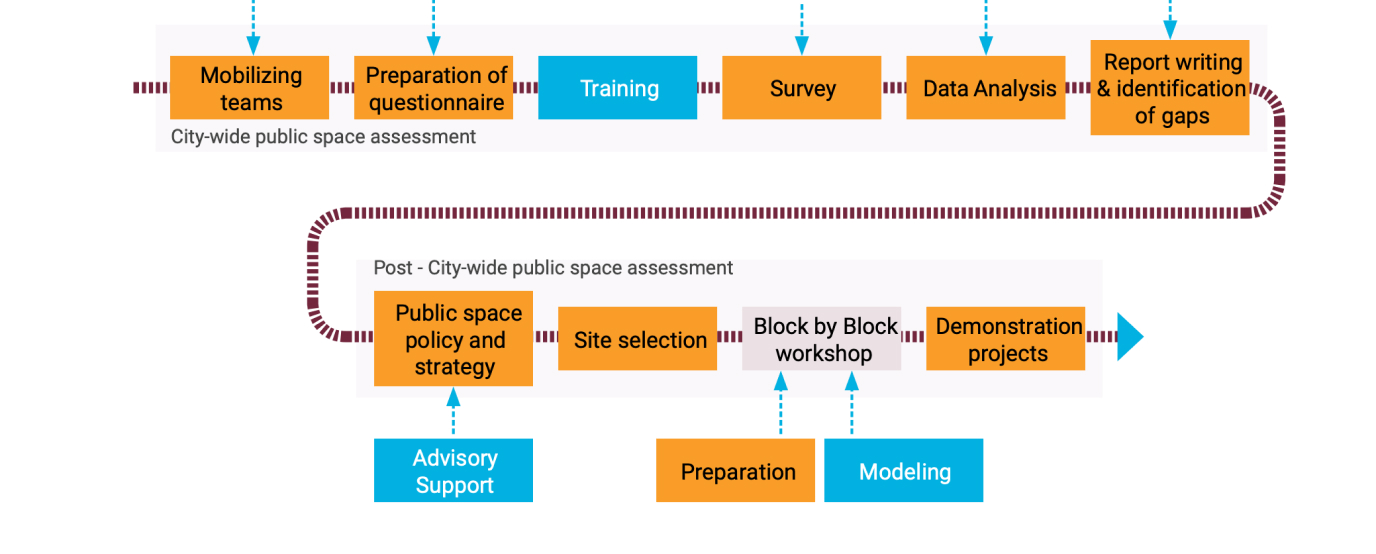 Mobilizing
teams
Preparation of
questionnaire
Training
Survey
Data Analysis
Report writing
& identification
of gaps
City-wide public space assessment
Post - City-wide public space assessment
Public space
policy and
strategy
Site selection
Block by Block
workshop
Demonstration
projects
Advisory
Support
Preparation
Modeling